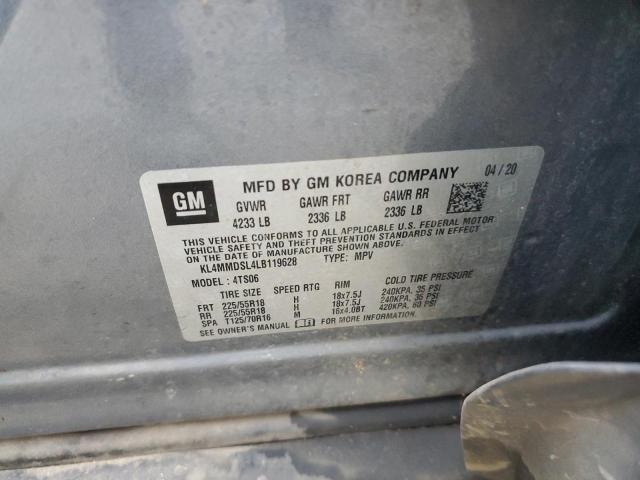 GM
MFD BY GM KOREA COMPANY 04/20
GVWR GAWR FRT GAWR RR
4233 LB 2336 LB 2336 LB
THIS VEHICLE CONFORMS TO ALL APPLICABLE U.S. FEDERAL MOTOR
VEHICLE SAFETY AND THEFT PREVENTION STANDARDS IN EFFECT ON
THE DATE OF MANUFACTURE SHOWN ABOVE.
KL4MMDSL4LB119628 TYPE: MPV
MODEL: 4TS06
TIRE SIZE SPEED RTG RIM COLD TIRE PRESSURE
FRT 225/55R18 H 18x7.5J 240KPA, 35 PSI
RR 225/55R18 H 18x7.5J 240KPA, 35 PSI
SPA T125/70R16 M 16x4.0BT 420KPA, 60 PSI
SEE OWNER'S MANUAL FOR MORE INFORMATION.